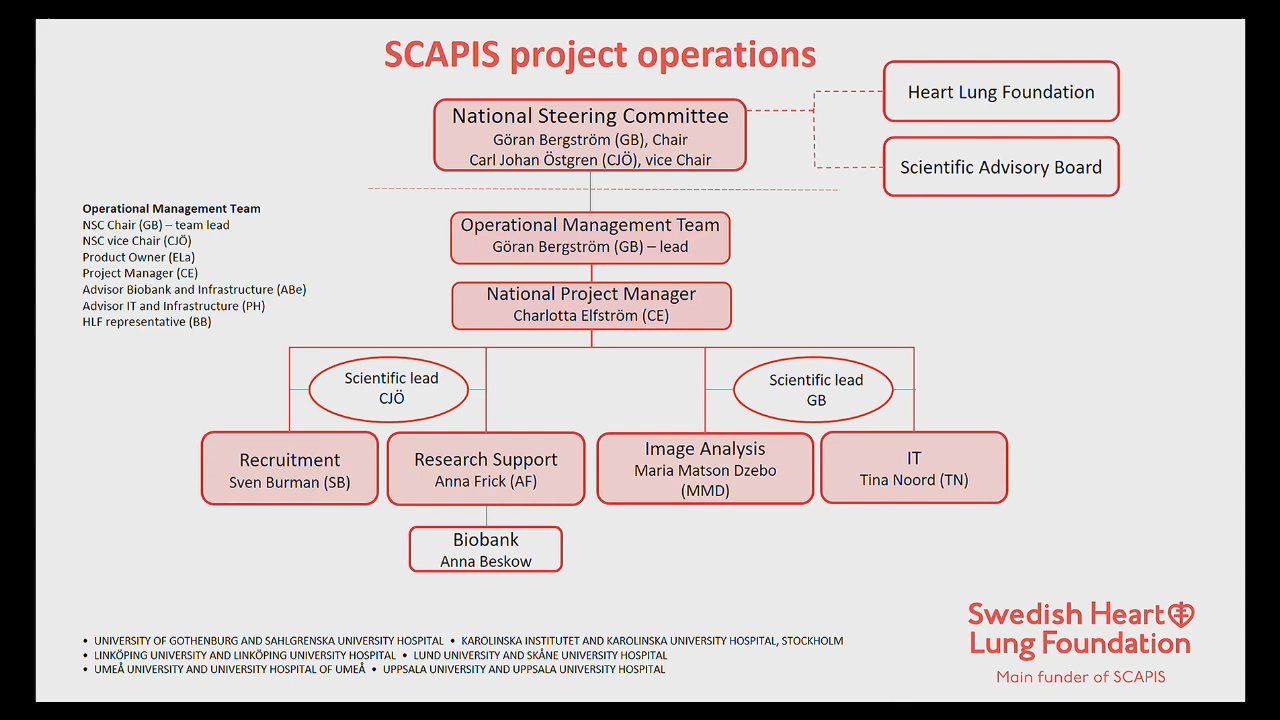 SCAPIS project operations
Heart Lung Foundation
National Steering Committee
Göran Bergström (GB), Chair
Carl Johan Östgren (CJÖ), vice Chair
Scientific Advisory Board
Operational Management Team
NSC Chair (GB) – team lead
NSC vice Chair (CJÖ)
Product Owner (ELa)
Project Manager (CE)
Advisor Biobank and Infrastructure (ABe)
Advisor IT and Infrastructure (PH)
HLF representative (BB)
Operational Management Team
Göran Bergström (GB) – lead
National Project Manager
Charlotta Elfström (CE)
Scientific lead
CJÖ
Scientific lead
GB
Recruitment
Sven Burman (SB)
Research Support
Anna Frick (AF)
Image Analysis
Maria Matson Dzebo
(MMD)
IT
Tina Noord (TN)
Biobank
Anna Beskow
• UNIVERSITY OF GOTHENBURG AND SAHLGRENSKA UNIVERSITY HOSPITAL • KAROLINSKA INSTITUTET AND KAROLINSKA UNIVERSITY HOSPITAL, STOCKHOLM
• LINKÖPING UNIVERSITY AND LINKÖPING UNIVERSITY HOSPITAL • LUND UNIVERSITY AND SKÅNE UNIVERSITY HOSPITAL
• UMEÅ UNIVERSITY AND UNIVERSITY HOSPITAL OF UMEÅ • UPPSALA UNIVERSITY AND UPPSALA UNIVERSITY HOSPITAL
Swedish Heart
Lung Foundation
Main funder of SCAPIS